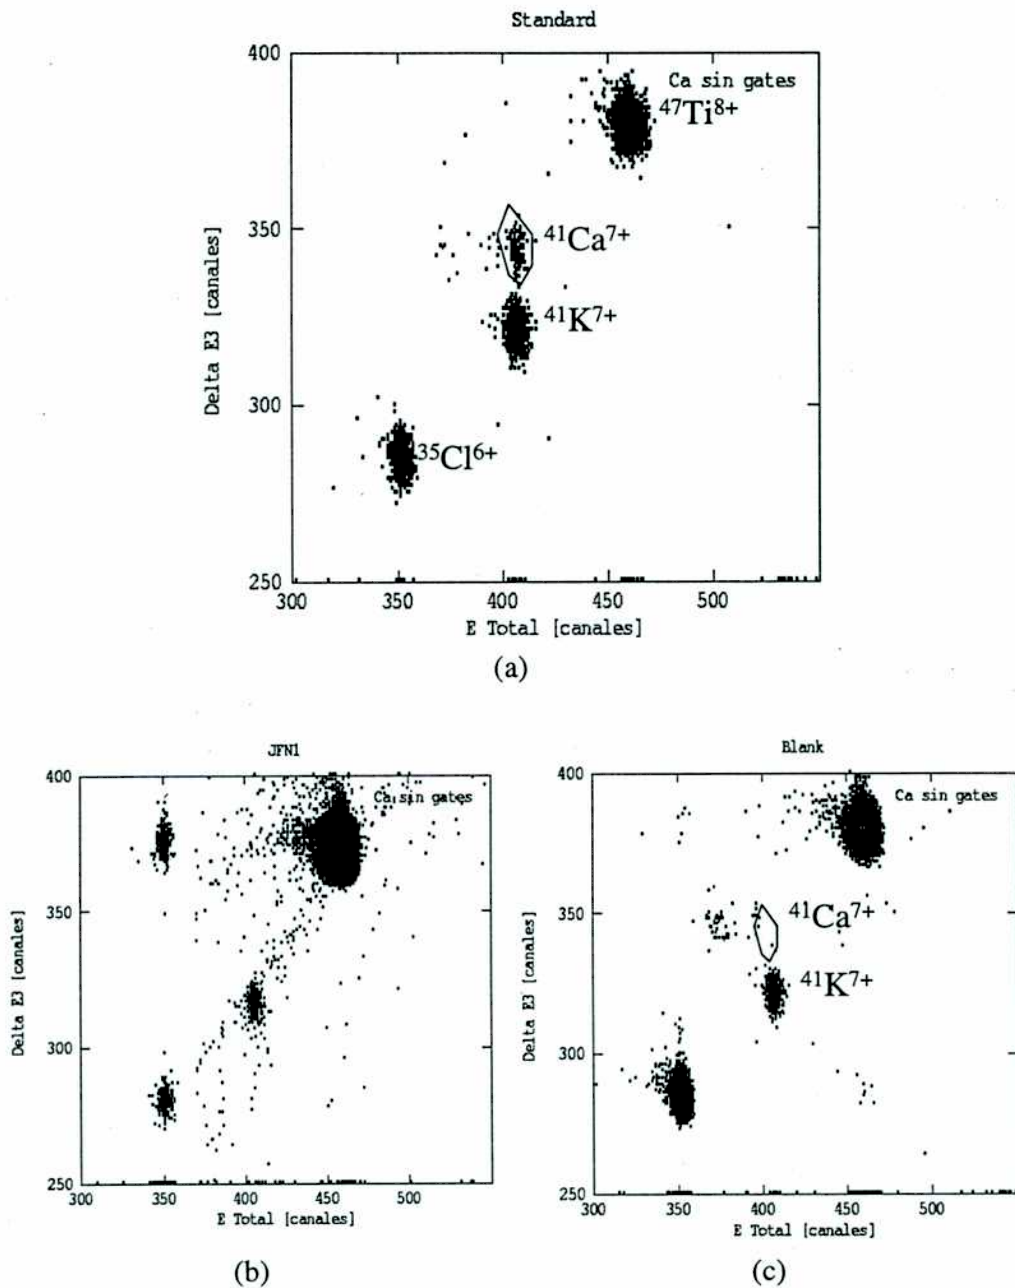 Standard
400
Ca sin gates
47Ti8+
350
41Ca7+
41K7+
Delta E3 [canales]
300
35Cl6+
250
300 350 400 450 500
E Total [canales]
(a)
JFN1
400
Ca sin gates
350
Delta E3 [canales]
300
250
300 350 400 450 500
E Total [canales]
(b)
Blank
400
Ca sin gates
350
41Ca7+
41K7+
Delta E3 [canales]
300
250
300 350 400 450 500
E Total [canales]
(c)